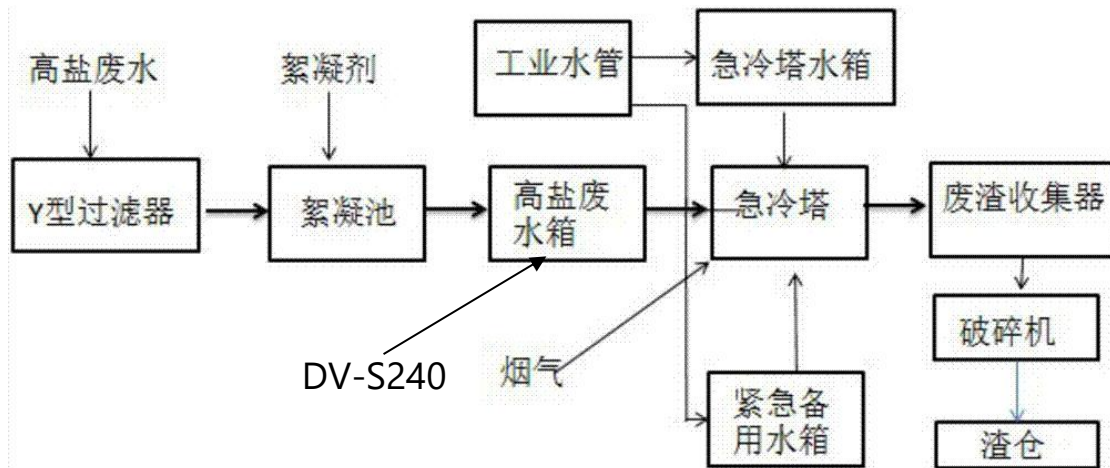 高盐废水
絮凝剂
工业水管
急冷塔水箱
Y型过滤器
絮凝池
高盐废
水箱
急冷塔
废渣收集器
DV-S240
烟气
紧急备
用水箱
破碎机
渣仓